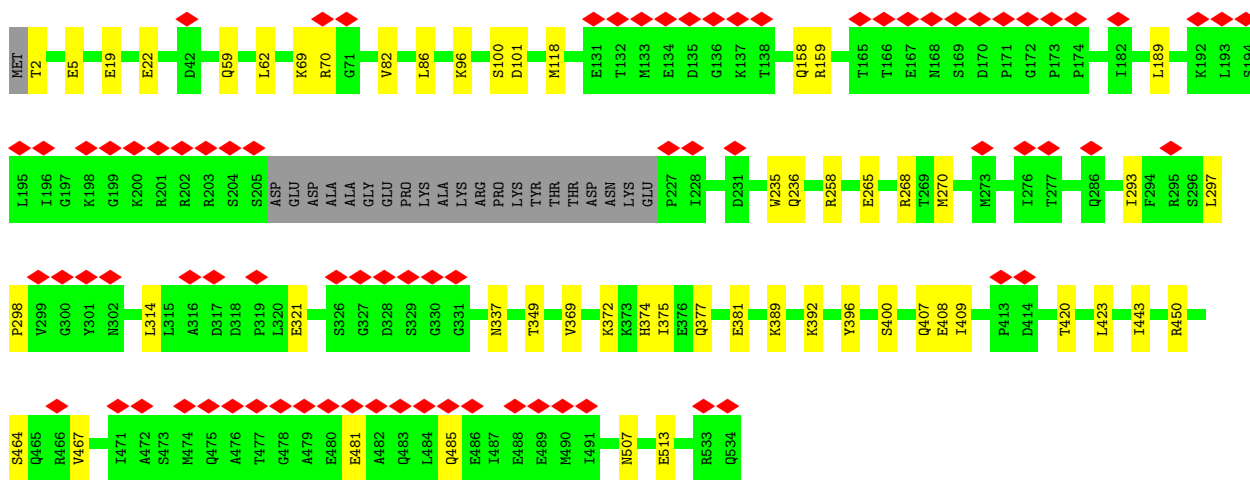 MET T2 E5 E19 E22 D42 Q59 L62 K69 R70 G71 V82 L86 K96 S100 D101 M118 E131 T132 M133 E134 D135 G136 K137 T138 Q158 R159 T165 T166 E167 N168 S169 D170 P171 G172 P173 P174 I182 L189 K192 L193 S194
L195 I196 G197 K198 G199 K200 R201 R202 R203 S204 S205 ASP GLU ASP ALA ALA GLY GLU PRO LYS ALA LYS ARG PRO LYS TYR THR THR ASP ASN LYS GLU P227 I228 D231 W235 Q236 R258 E265 R268 T269 M270 M273 I276 T277 Q286 I293 F294 R295 S296 L297
P298 V299 G300 Y301 N302 L314 L315 A316 D317 D318 P319 L320 E321 S326 G327 D328 S329 G330 G331 N337 T349 V369 K372 K373 H374 I375 E376 Q377 E381 K389 K392 Y396 S400 Q407 E408 I409 P413 D414 T420 L423 I443 R450
S464 Q465 R466 V467 I471 A472 S473 M474 Q475 A476 T477 G478 A479 E480 E481 A482 Q483 L484 Q485 E486 I487 E488 E489 M490 I491 N507 E513 R533 Q534